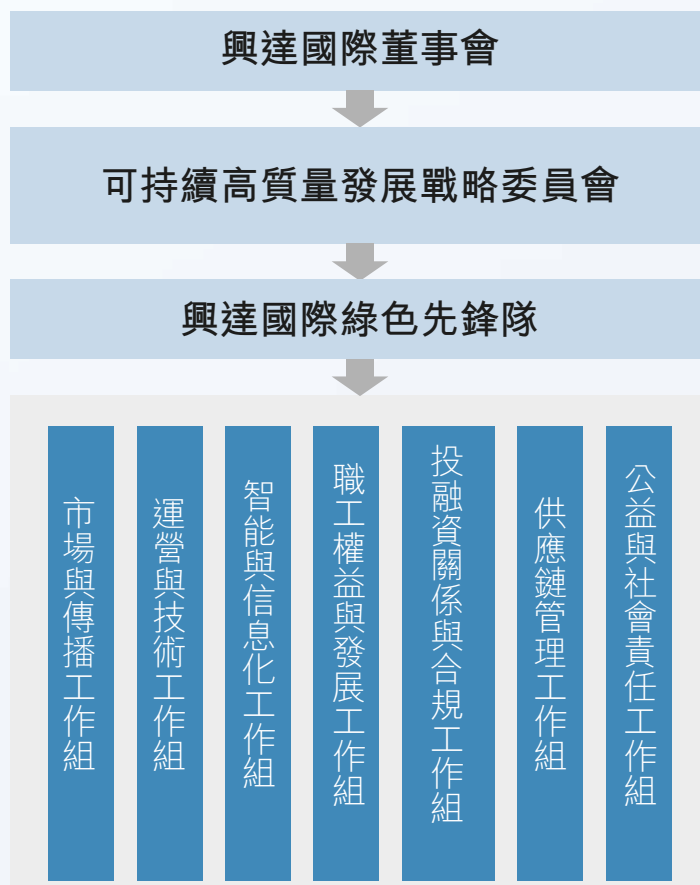 興達國際董事會
可持續高質量發展戰略委員會
興達國際綠色先鋒隊
市場與傳播工作組
運營與技術工作組
智能與信息化工作組
職工權益與發展工作組
投融資關係與合規工作組
供應鏈管理工作組
公益與社會責任工作組